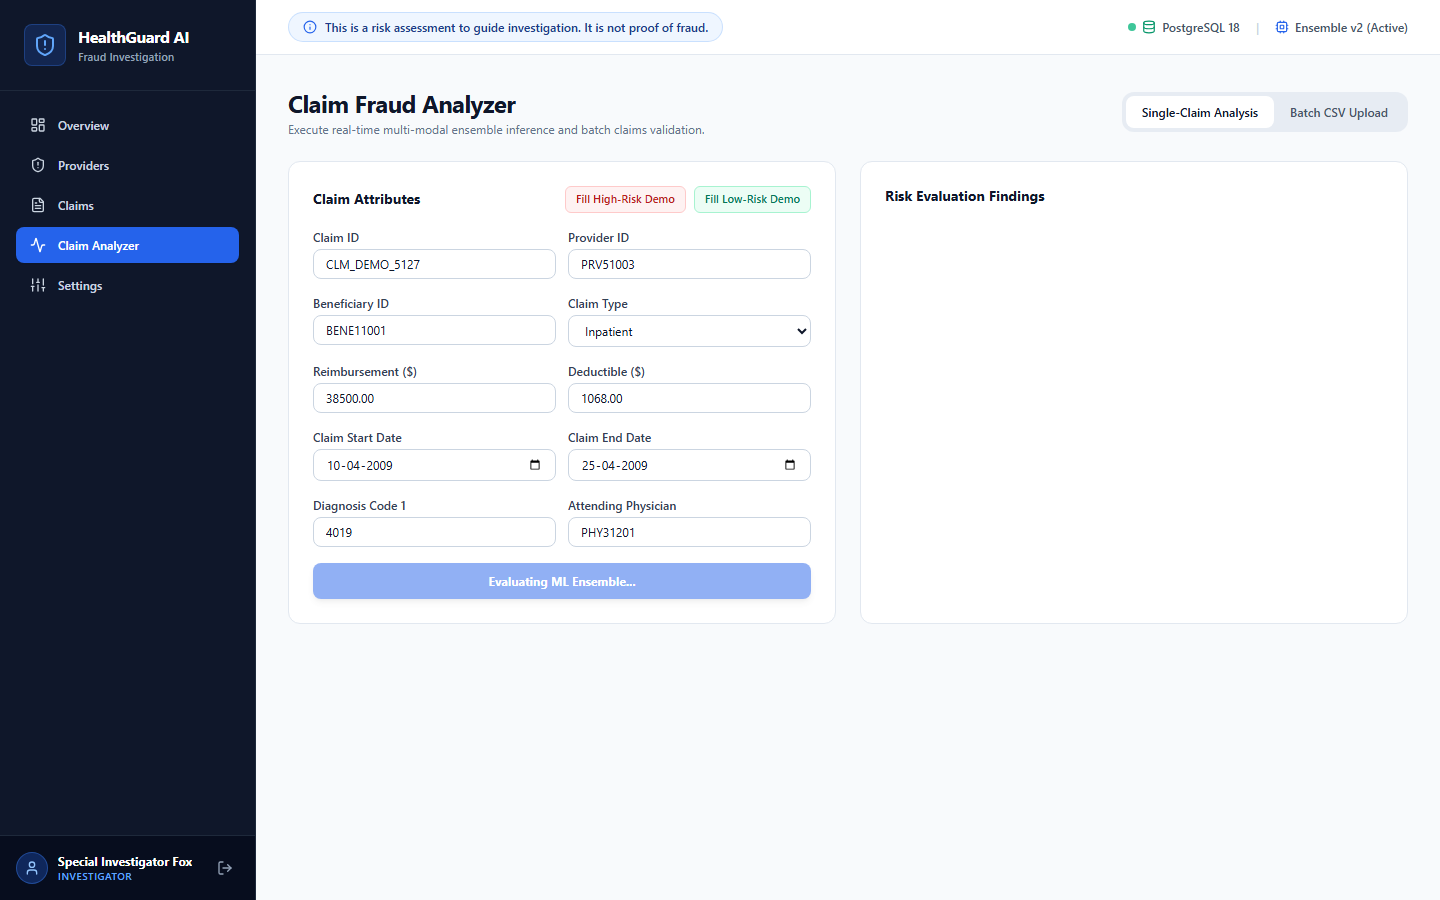 HealthGuard AI
Fraud Investigation
Overview
Providers
Claims
Claim Analyzer
Settings
Special Investigator Fox
INVESTIGATOR
This is a risk assessment to guide investigation. It is not proof of fraud.
PostgreSQL 18 | Ensemble v2 (Active)
Claim Fraud Analyzer
Execute real-time multi-modal ensemble inference and batch claims validation.
Single-Claim Analysis Batch CSV Upload
Claim Attributes Fill High-Risk Demo Fill Low-Risk Demo
Claim ID Provider ID
CLM_DEMO_5127 PRV51003
Beneficiary ID Claim Type
BENE11001 Inpatient
Reimbursement ($) Deductible ($)
38500.00 1068.00
Claim Start Date Claim End Date
10-04-2009 25-04-2009
Diagnosis Code 1 Attending Physician
4019 PHY31201
Evaluating ML Ensemble...
Risk Evaluation Findings